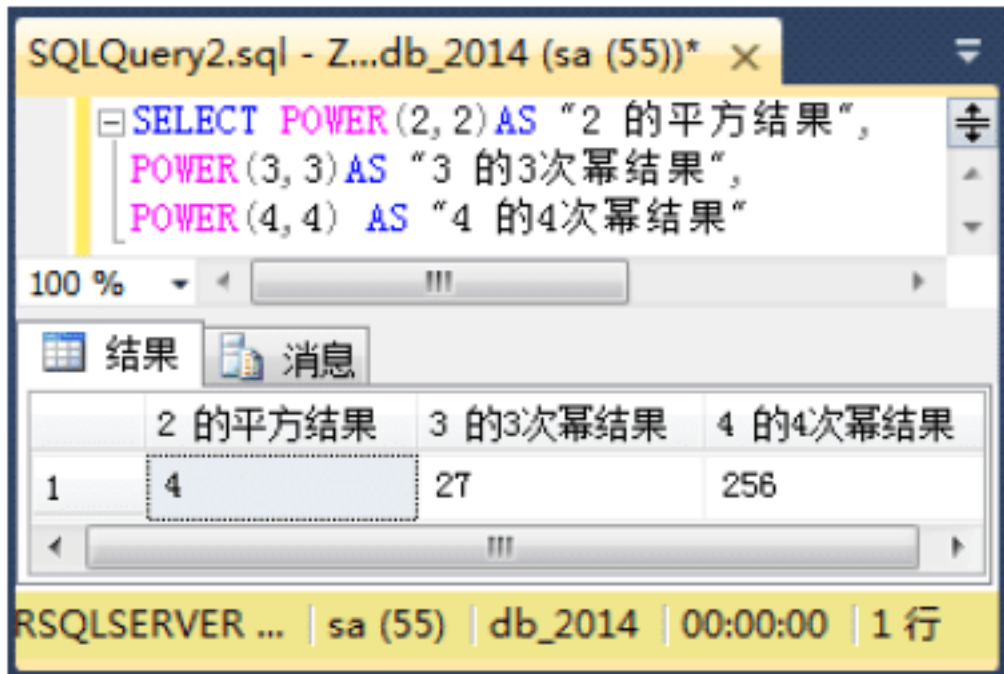 SQLQuery2.sql - Z...db_2014 (sa (55))*
SELECT POWER(2,2)AS "2 的平方结果",
POWER(3,3)AS "3 的3次幂结果",
POWER(4,4) AS "4 的4次幂结果"
100 %
结果 消息
2 的平方结果 3 的3次幂结果 4 的4次幂结果
1 4 27 256
RSQLSERVER ... sa (55) db_2014 00:00:00 1 行